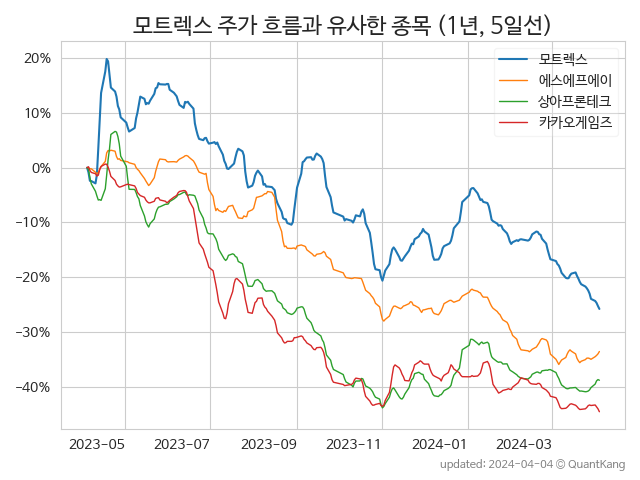 모트렉스 주가 흐름과 유사한 종목 (1년, 5일선)
모트렉스
에스에프에이
상아프론테크
카카오게임즈
20%
10%
0%
−10%
−20%
−30%
−40%
2023-05 2023-07 2023-09 2023-11 2024-01 2024-03
updated: 2024-04-04 © QuantKang